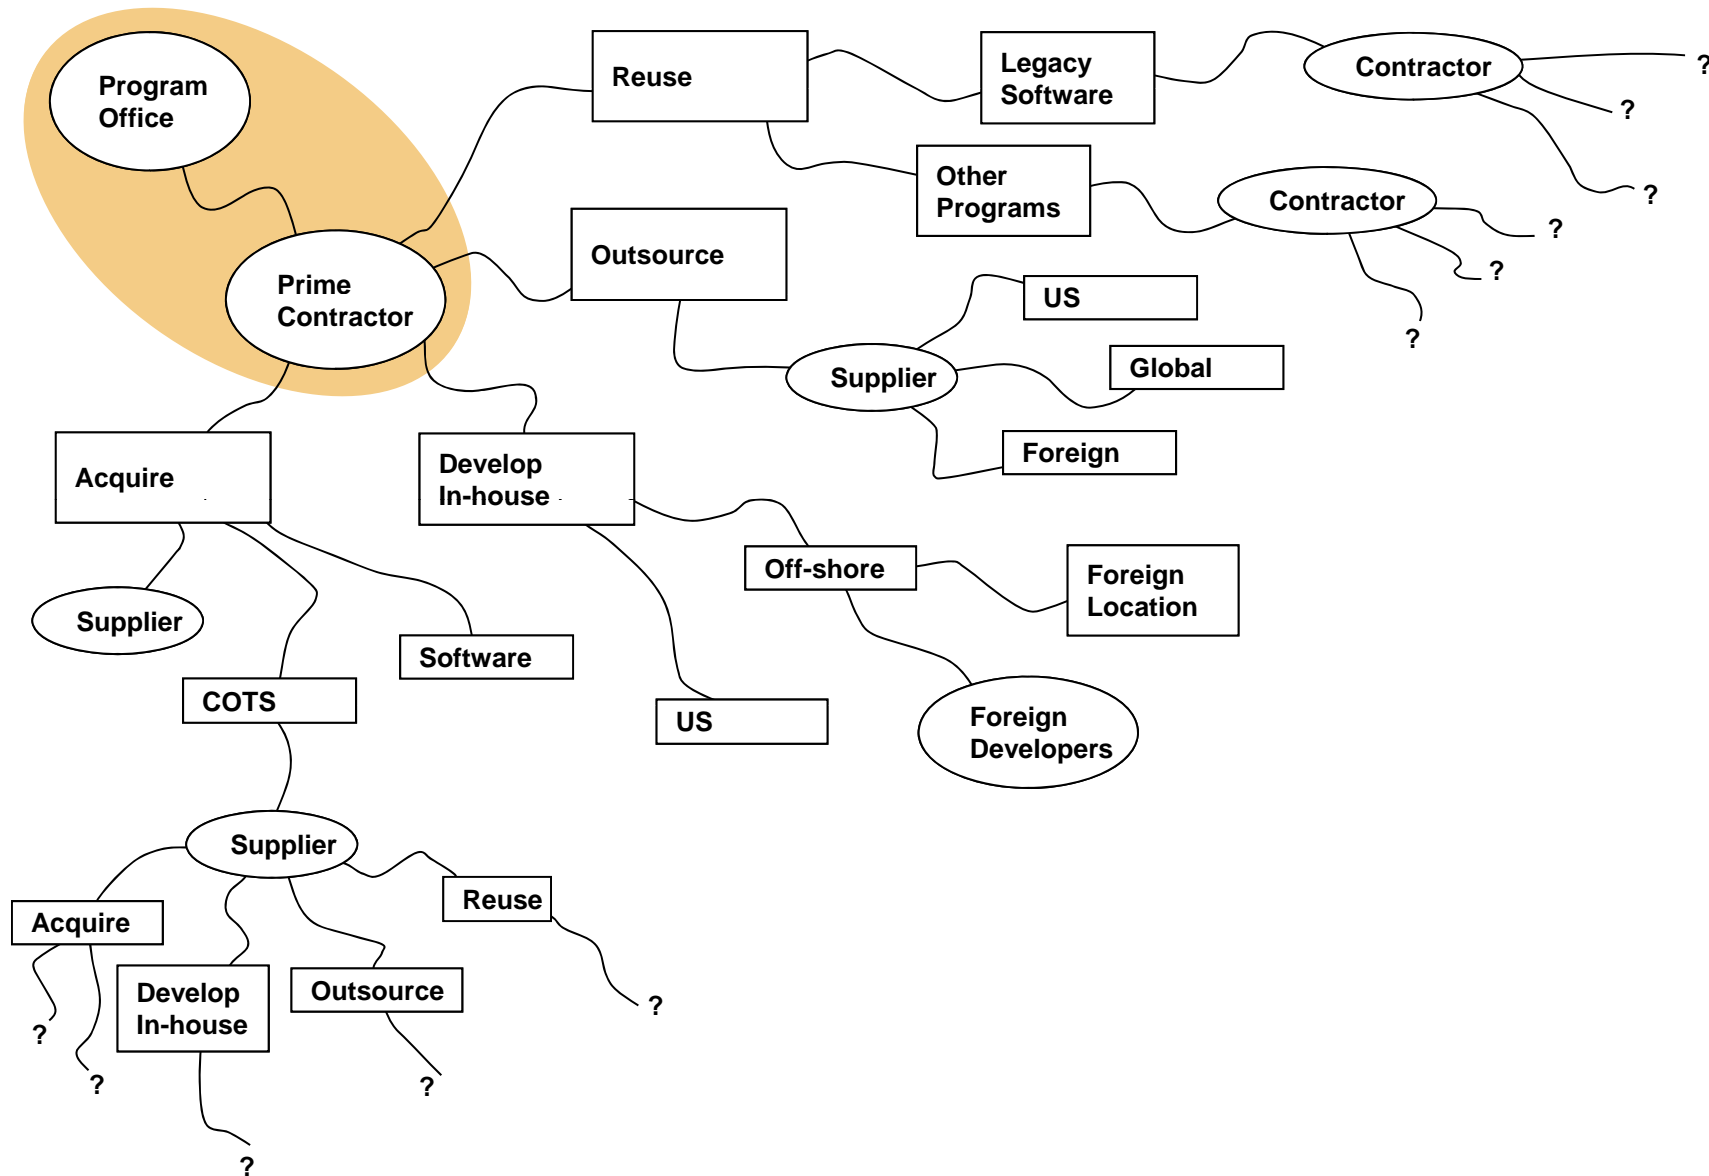 Program
Office
Prime
Contractor
Reuse
Legacy
Software
Contractor
?
?
?
Other
Programs
Contractor
?
?
?
Outsource
Supplier
US
Global
Foreign
Acquire
Supplier
COTS
Software
Develop
In-house
Off-shore
Foreign
Location
US
Foreign
Developers
Supplier
Acquire
?
?
Develop
In-house
?
Outsource
?
Reuse
?